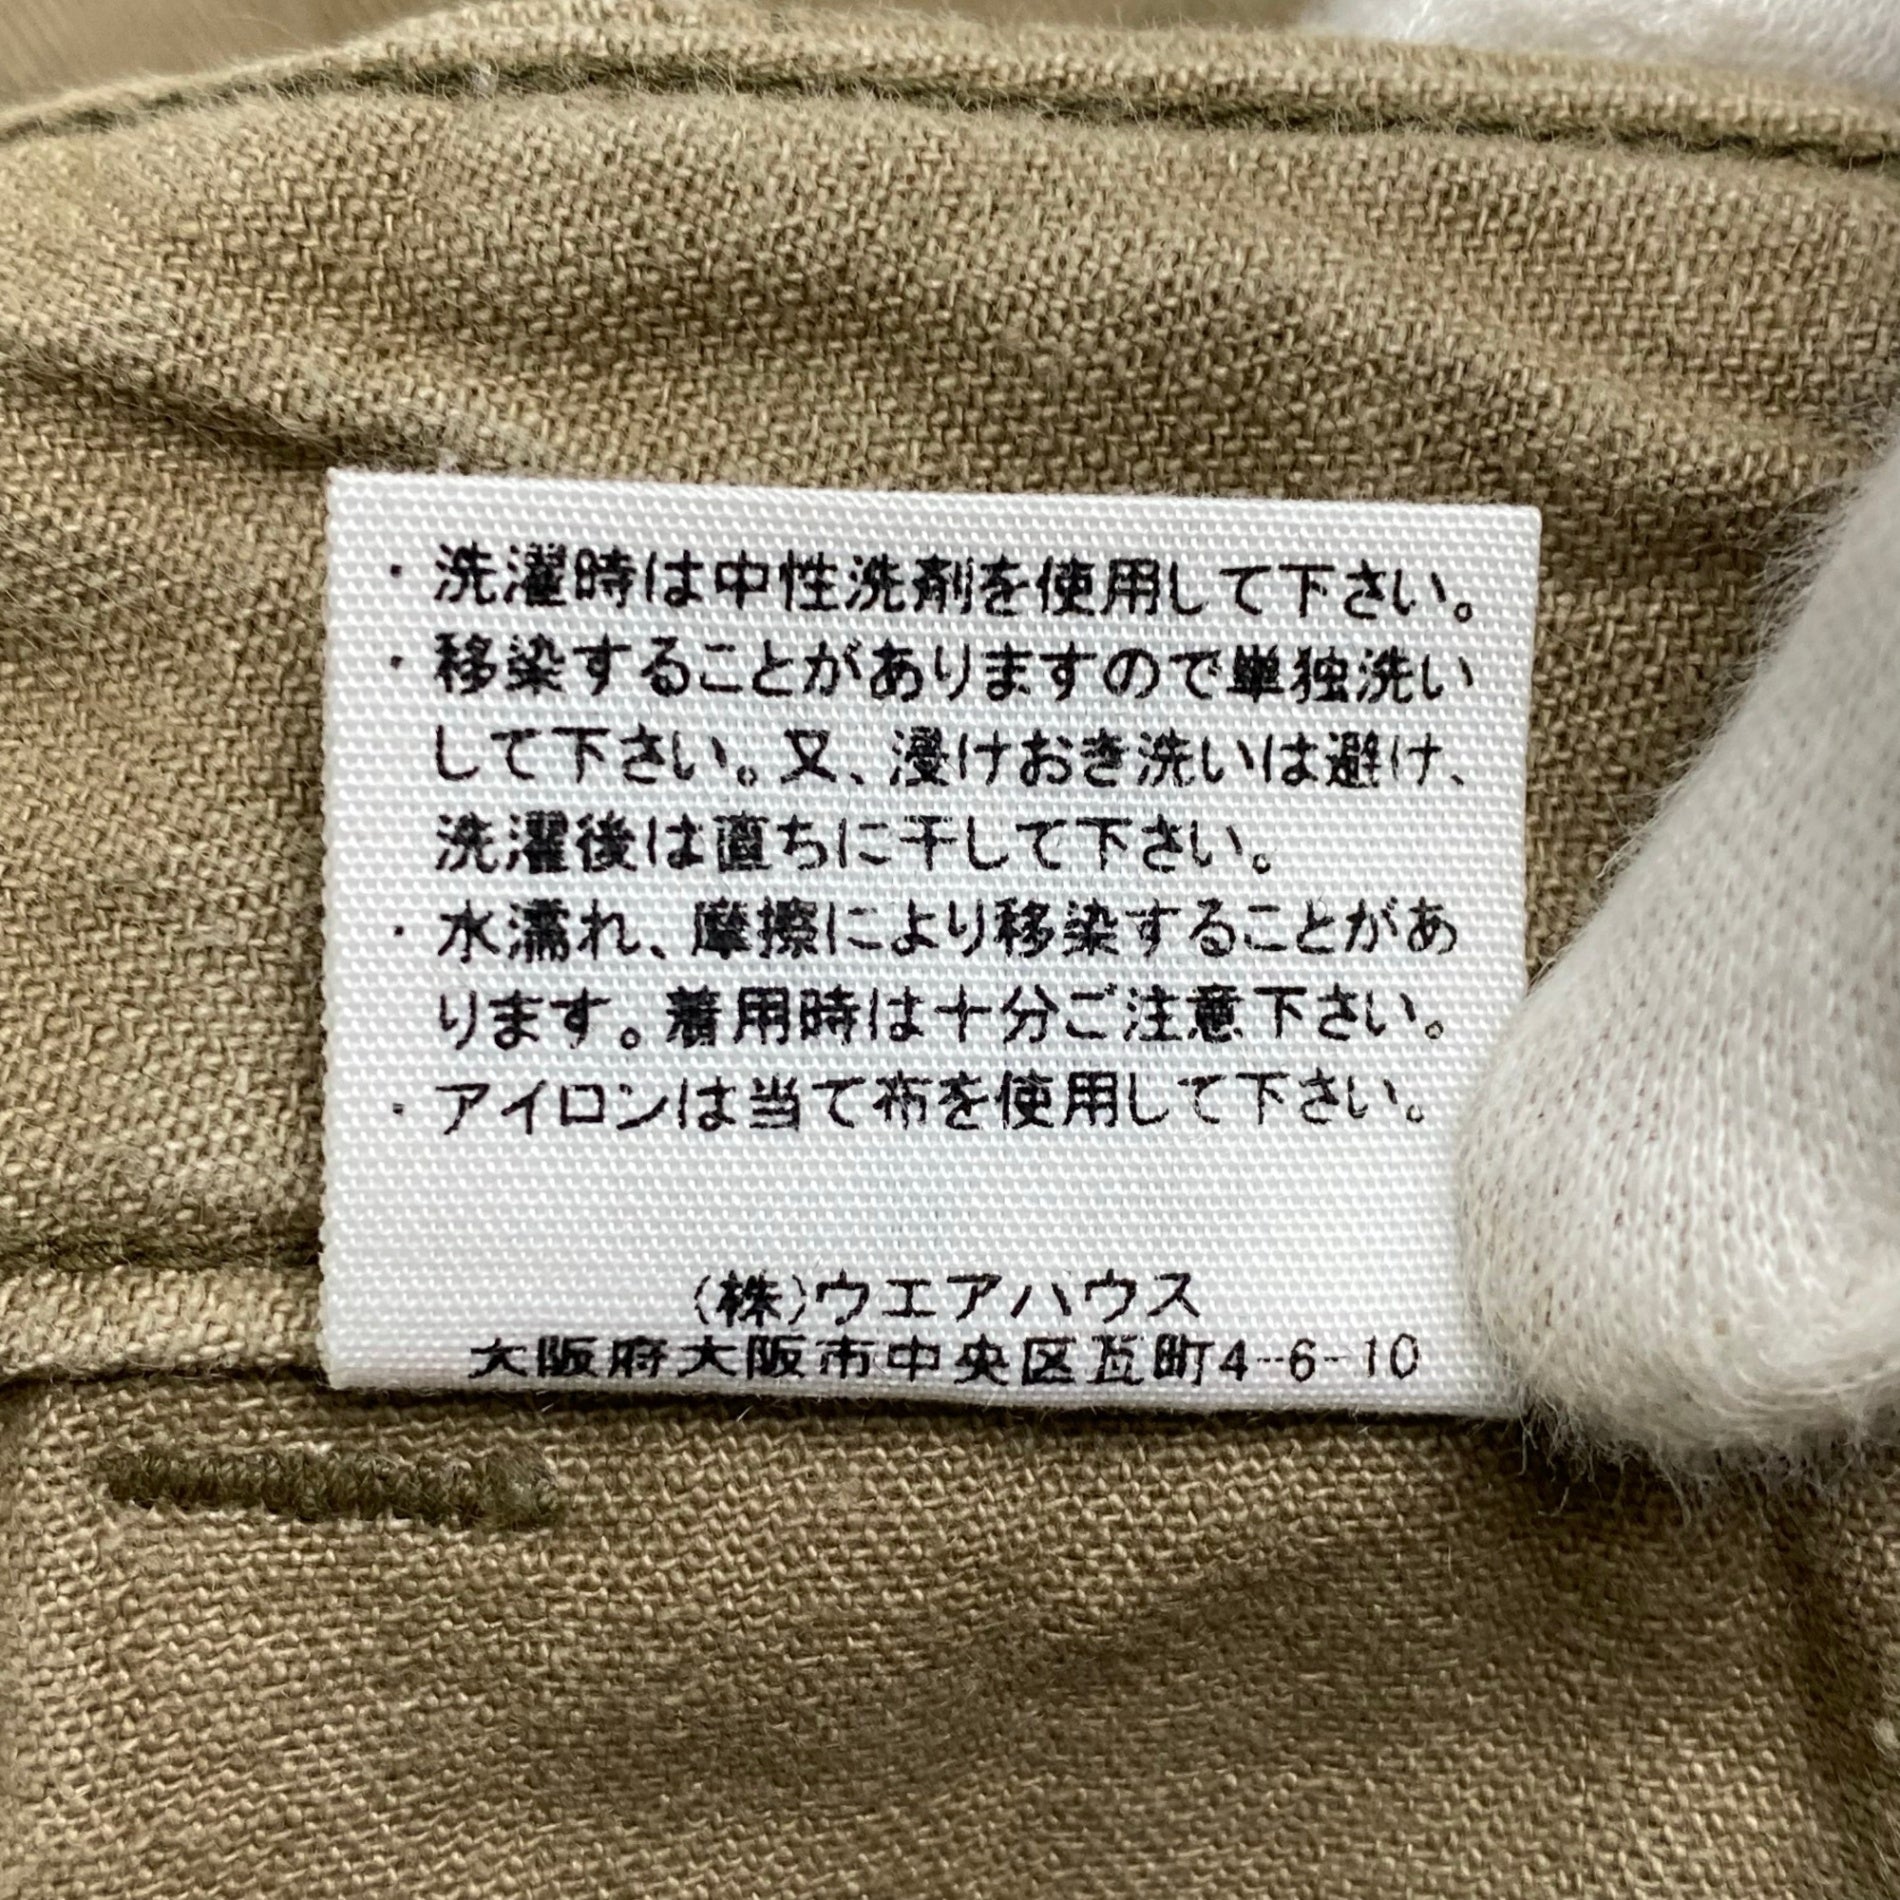 ・洗濯時は中性洗剤を使用して下さい。
・移染することがありますので単独洗い
して下さい。又、浸けおき洗いは避け、
洗濯後は直ちに干して下さい。
・水濡れ、摩擦により移染することがあ
ります。着用時は十分ご注意下さい。
・アイロンは当て布を使用して下さい。
(株)ウエアハウス
大阪府大阪市中央区瓦町4-6-10